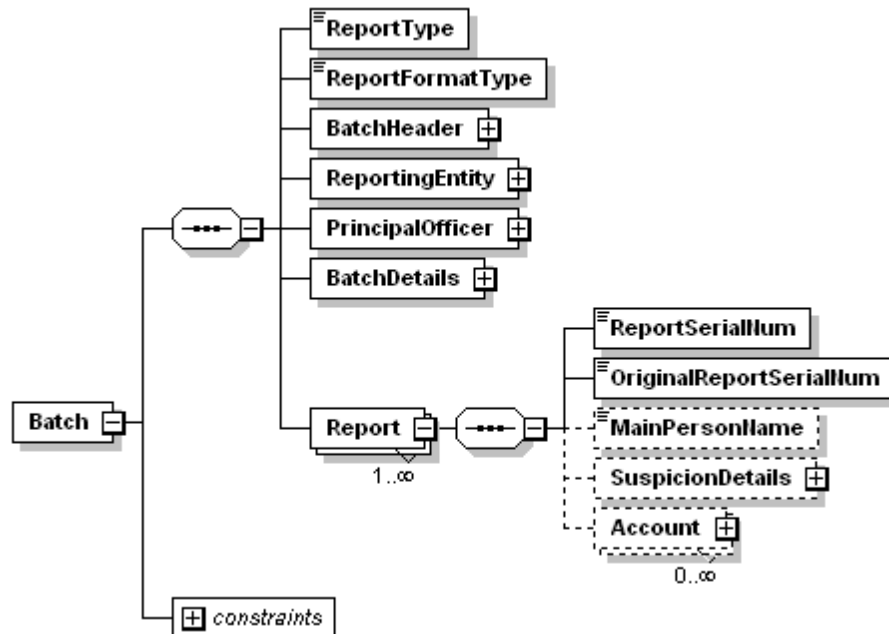 ReportType
ReportFormatType
BatchHeader
ReportingEntity
PrincipalOfficer
BatchDetails
ReportSerialNum
OriginalReportSerialNum
Batch
Report
MainPersonName
1..∞
SuspicionDetails
Account
0..∞
constraints